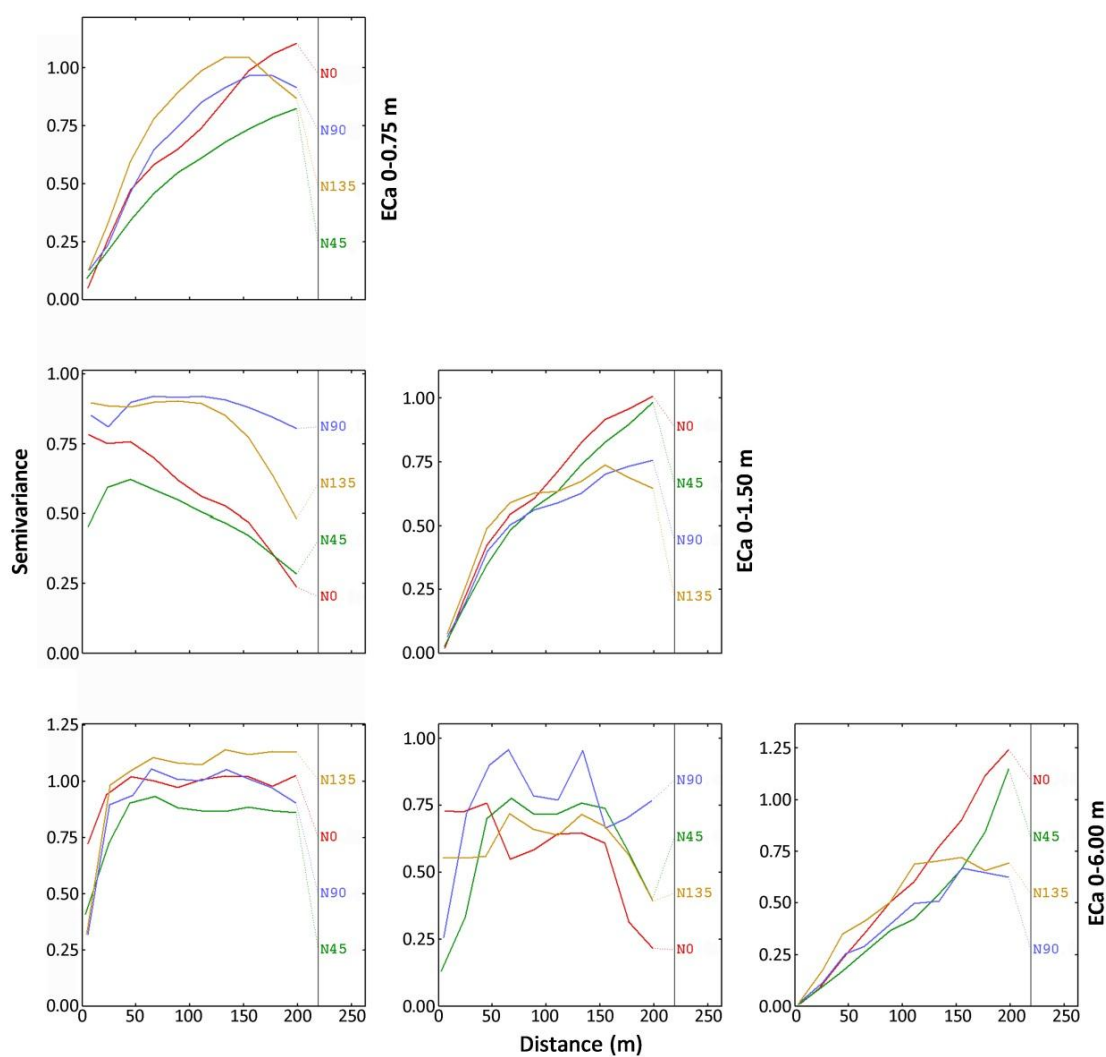 1.00
0.75
0.50
0.25
0.00
N0
N90
N135
N45
ECa 0-0.75 m
Semivariance
1.00
0.75
0.50
0.25
0.00
N90
N135
N45
N0
1.00
0.75
0.50
0.25
0.00
N0
N45
N90
N135
ECa 0-1.50 m
1.25
1.00
0.75
0.50
0.25
0.00
N135
N0
N90
N45
0 50 100 150 200 250
1.00
0.75
0.50
0.25
0.00
N90
N45
N135
N0
0 50 100 150 200 250
1.25
1.00
0.75
0.50
0.25
0.00
N0
N45
N135
N90
0 50 100 150 200 250
ECa 0-6.00 m
Distance (m)